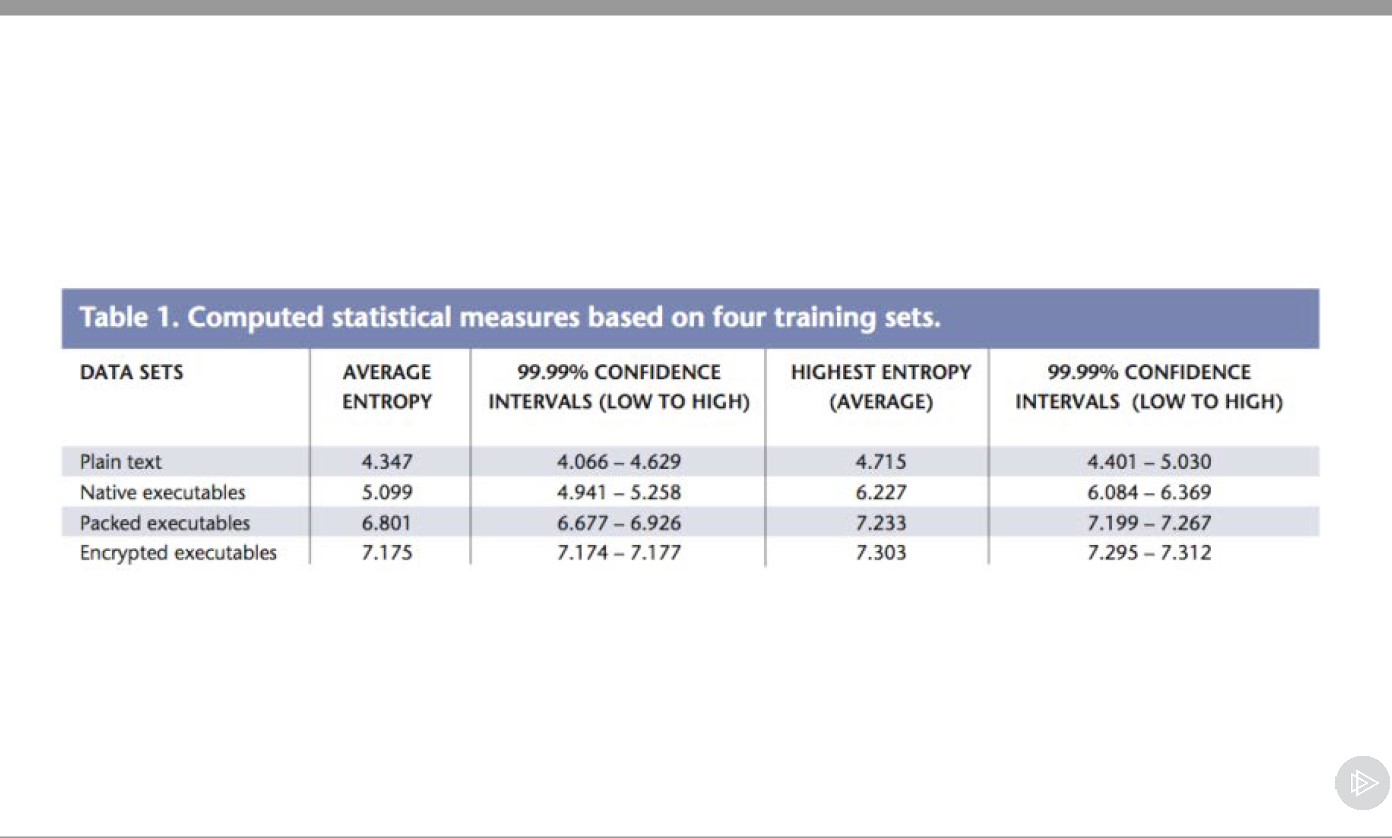 Table 1. Computed statistical measures based on four training sets.
DATA SETS AVERAGE ENTROPY 99.99% CONFIDENCE INTERVALS (LOW TO HIGH) HIGHEST ENTROPY (AVERAGE) 99.99% CONFIDENCE INTERVALS (LOW TO HIGH)
Plain text 4.347 4.066 – 4.629 4.715 4.401 – 5.030
Native executables 5.099 4.941 – 5.258 6.227 6.084 – 6.369
Packed executables 6.801 6.677 – 6.926 7.233 7.199 – 7.267
Encrypted executables 7.175 7.174 – 7.177 7.303 7.295 – 7.312